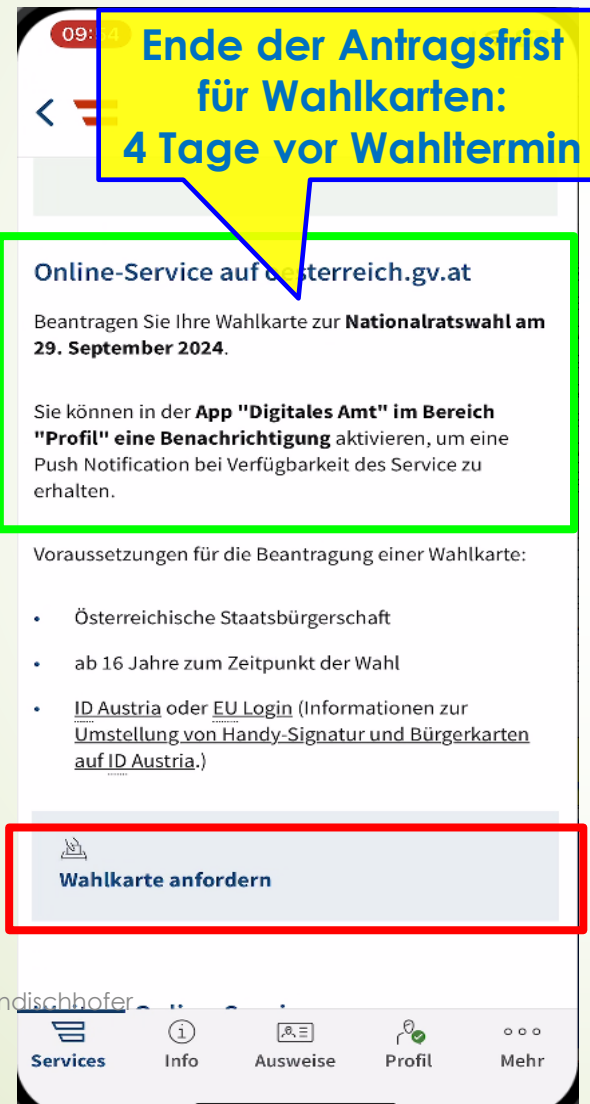 09:54
Ende der Antragsfrist
für Wahlkarten:
4 Tage vor Wahltermin
Online-Service auf oesterreich.gv.at
Beantragen Sie Ihre Wahlkarte zur Nationalratswahl am
29. September 2024.
Sie können in der App "Digitales Amt" im Bereich
"Profil" eine Benachrichtigung aktivieren, um eine
Push Notification bei Verfügbarkeit des Service zu
erhalten.
Voraussetzungen für die Beantragung einer Wahlkarte:
• Österreichische Staatsbürgerschaft
• ab 16 Jahre zum Zeitpunkt der Wahl
• ID Austria oder EU Login (Informationen zur
Umstellung von Handy-Signatur und Bürgerkarten
auf ID Austria.)
Wahlkarte anfordern
ndischhofer
Services Info Ausweise Profil Mehr